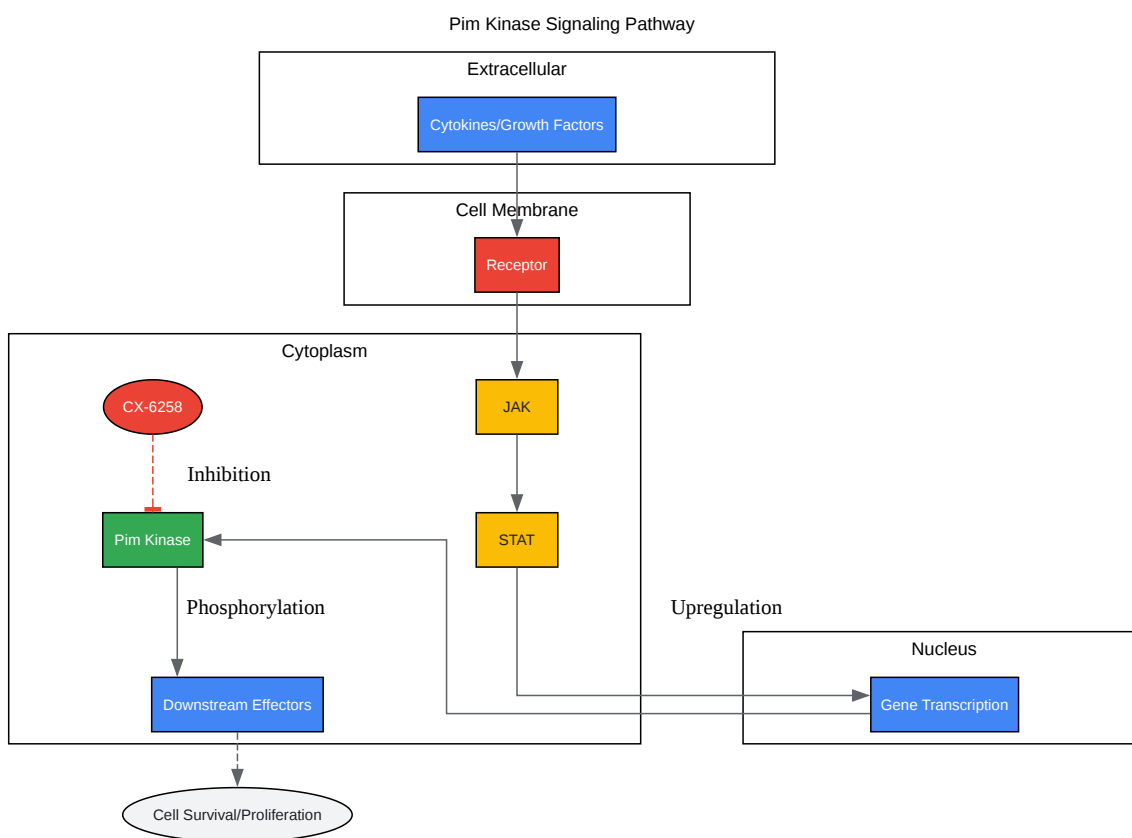 Pim Kinase Signaling Pathway
Extracellular
Cytokines/Growth Factors
Cell Membrane
Receptor
Cytoplasm
CX-6258
JAK
Inhibition
Pim Kinase
STAT
Phosphorylation
Upregulation
Nucleus
Downstream Effectors
Gene Transcription
Cell Survival/Proliferation